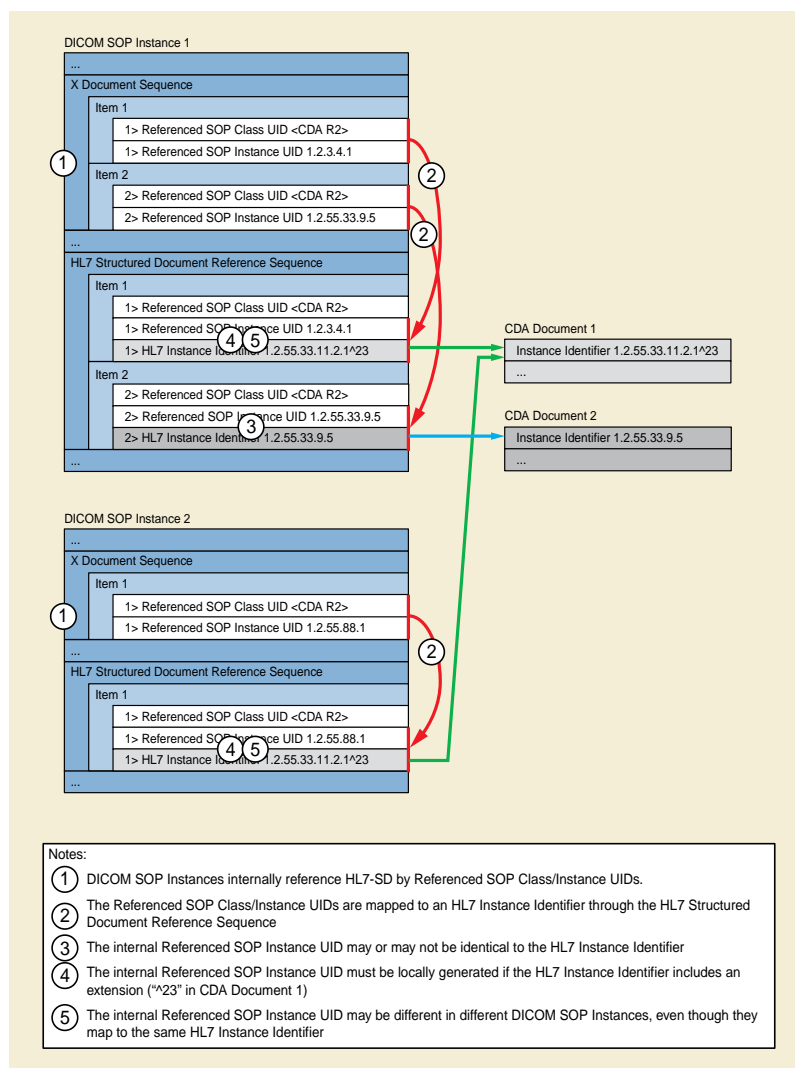 DICOM SOP Instance 1
...
X Document Sequence
Item 1
1> Referenced SOP Class UID <CDA R2>
1> Referenced SOP Instance UID 1.2.3.4.1
1
2
Item 2
2> Referenced SOP Class UID <CDA R2>
2> Referenced SOP Instance UID 1.2.55.33.9.5
2
...
HL7 Structured Document Reference Sequence
Item 1
1> Referenced SOP Class UID <CDA R2>
1> Referenced SOP Instance UID 1.2.3.4.1
4 5
1> HL7 Instance Identifier 1.2.55.33.11.2.1^23
Item 2
2> Referenced SOP Class UID <CDA R2>
2> Referenced SOP Instance UID 1.2.55.33.9.5
3
2> HL7 Instance Identifier 1.2.55.33.9.5
...
CDA Document 1
Instance Identifier 1.2.55.33.11.2.1^23
...
CDA Document 2
Instance Identifier 1.2.55.33.9.5
...
DICOM SOP Instance 2
...
X Document Sequence
Item 1
1> Referenced SOP Class UID <CDA R2>
1
1> Referenced SOP Instance UID 1.2.55.88.1
...
2
HL7 Structured Document Reference Sequence
Item 1
1> Referenced SOP Class UID <CDA R2>
1> Referenced SOP Instance UID 1.2.55.88.1
4 5
1> HL7 Instance Identifier 1.2.55.33.11.2.1^23
...
Notes:
1 DICOM SOP Instances internally reference HL7-SD by Referenced SOP Class/Instance UIDs.
2 The Referenced SOP Class/Instance UIDs are mapped to an HL7 Instance Identifier through the HL7 Structured
Document Reference Sequence
3 The internal Referenced SOP Instance UID may or may not be identical to the HL7 Instance Identifier
4 The internal Referenced SOP Instance UID must be locally generated if the HL7 Instance Identifier includes an
extension (“^23” in CDA Document 1)
5 The internal Referenced SOP Instance UID may be different in different DICOM SOP Instances, even though they
map to the same HL7 Instance Identifier